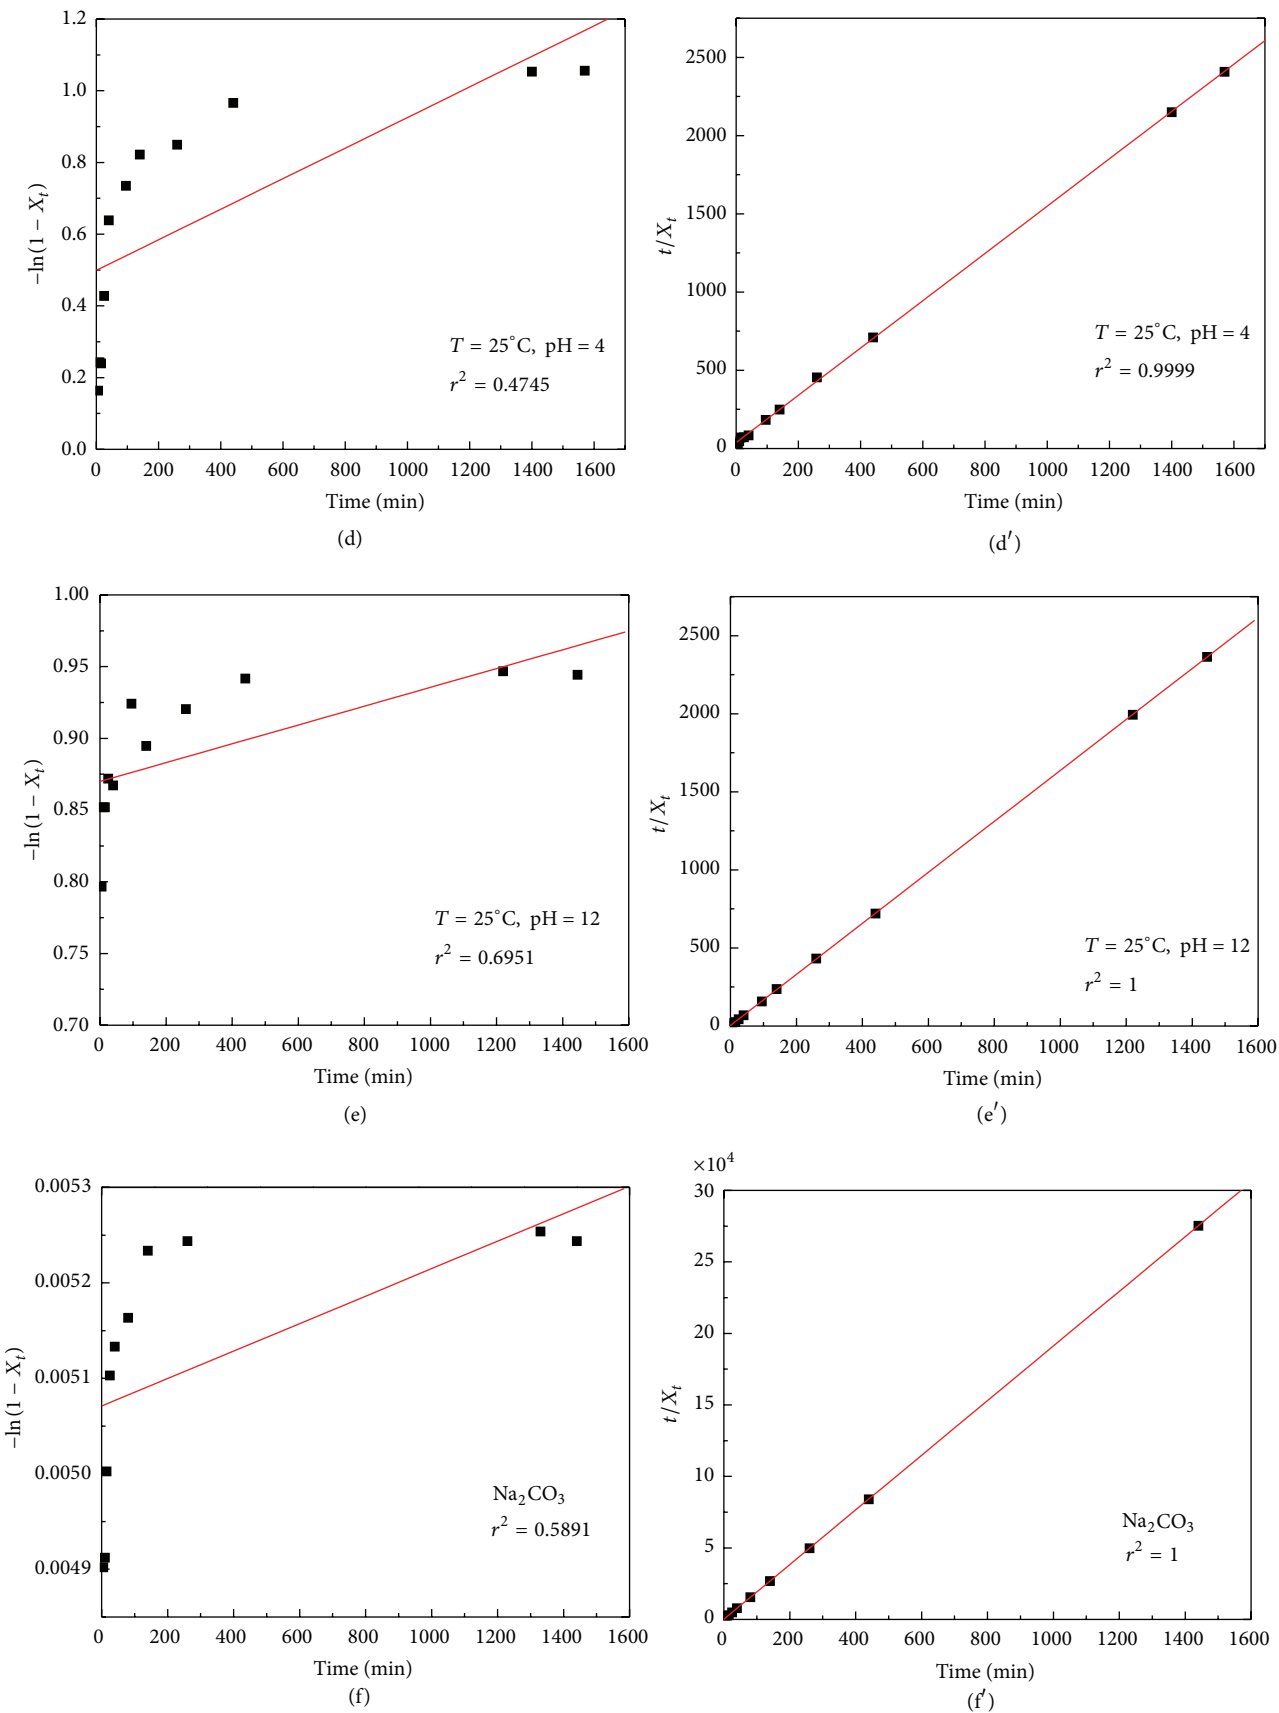 1.2
1.0
0.8
0.6
0.4
0.2
0.0
−ln(1 − Xₜ)
T = 25°C, pH = 4
r² = 0.4745
0 200 400 600 800 1000 1200 1400 1600
Time (min)
(d)
2500
2000
1500
1000
500
0
t/Xₜ
T = 25°C, pH = 4
r² = 0.9999
0 200 400 600 800 1000 1200 1400 1600
Time (min)
(d′)
1.00
0.95
0.90
0.85
0.80
0.75
0.70
−ln(1 − Xₜ)
T = 25°C, pH = 12
r² = 0.6951
0 200 400 600 800 1000 1200 1400 1600
Time (min)
(e)
2500
2000
1500
1000
500
0
t/Xₜ
T = 25°C, pH = 12
r² = 1
0 200 400 600 800 1000 1200 1400 1600
Time (min)
(e′)
0.0053
0.0052
0.0051
0.0050
0.0049
−ln(1 − Xₜ)
Na₂CO₃
r² = 0.5891
0 200 400 600 800 1000 1200 1400 1600
Time (min)
(f)
×10⁴
30
25
20
15
10
5
0
t/Xₜ
Na₂CO₃
r² = 1
0 200 400 600 800 1000 1200 1400 1600
Time (min)
(f′)